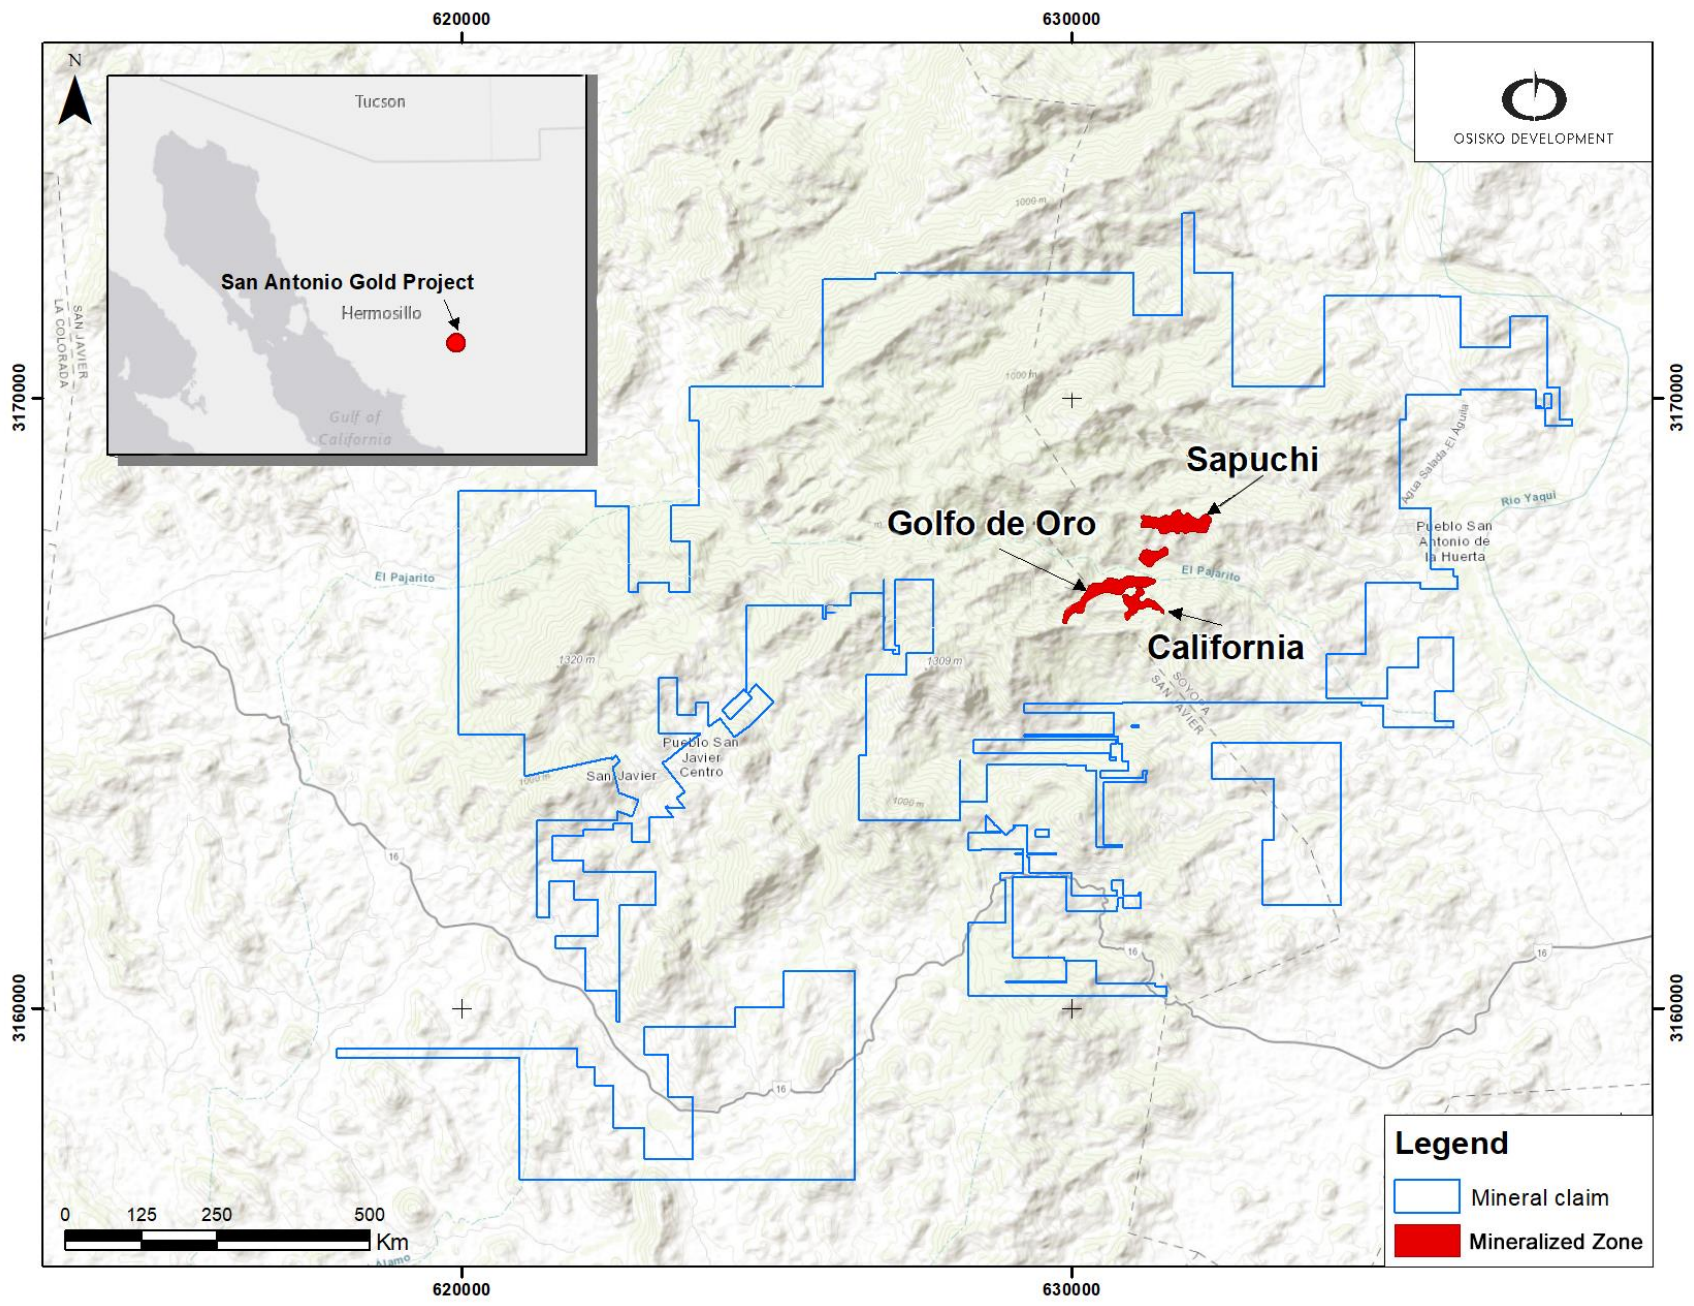 620000
630000
N
Tucson
San Antonio Gold Project
Hermosillo
Gulf of
California
OSISKO DEVELOPMENT
1000 m
SAN JAVIER
LA COLORADA
3170000
3170000
1000 m
Agua Salada El Aguila
Sapuchi
Rio Yaqui
Golfo de Oro
Pueblo San
Antonio de
la Huerta
El Pajarito
El Pajarito
California
1320 m
1309 m
SOYOPA
SAN JAVIER
Pueblo San
Javier
Centro
San Javier
1000 m
1000 m
16
16
16
3160000
3160000
16
Legend
Mineral claim
Mineralized Zone
0 125 250 500
Km
Alamo
620000
630000